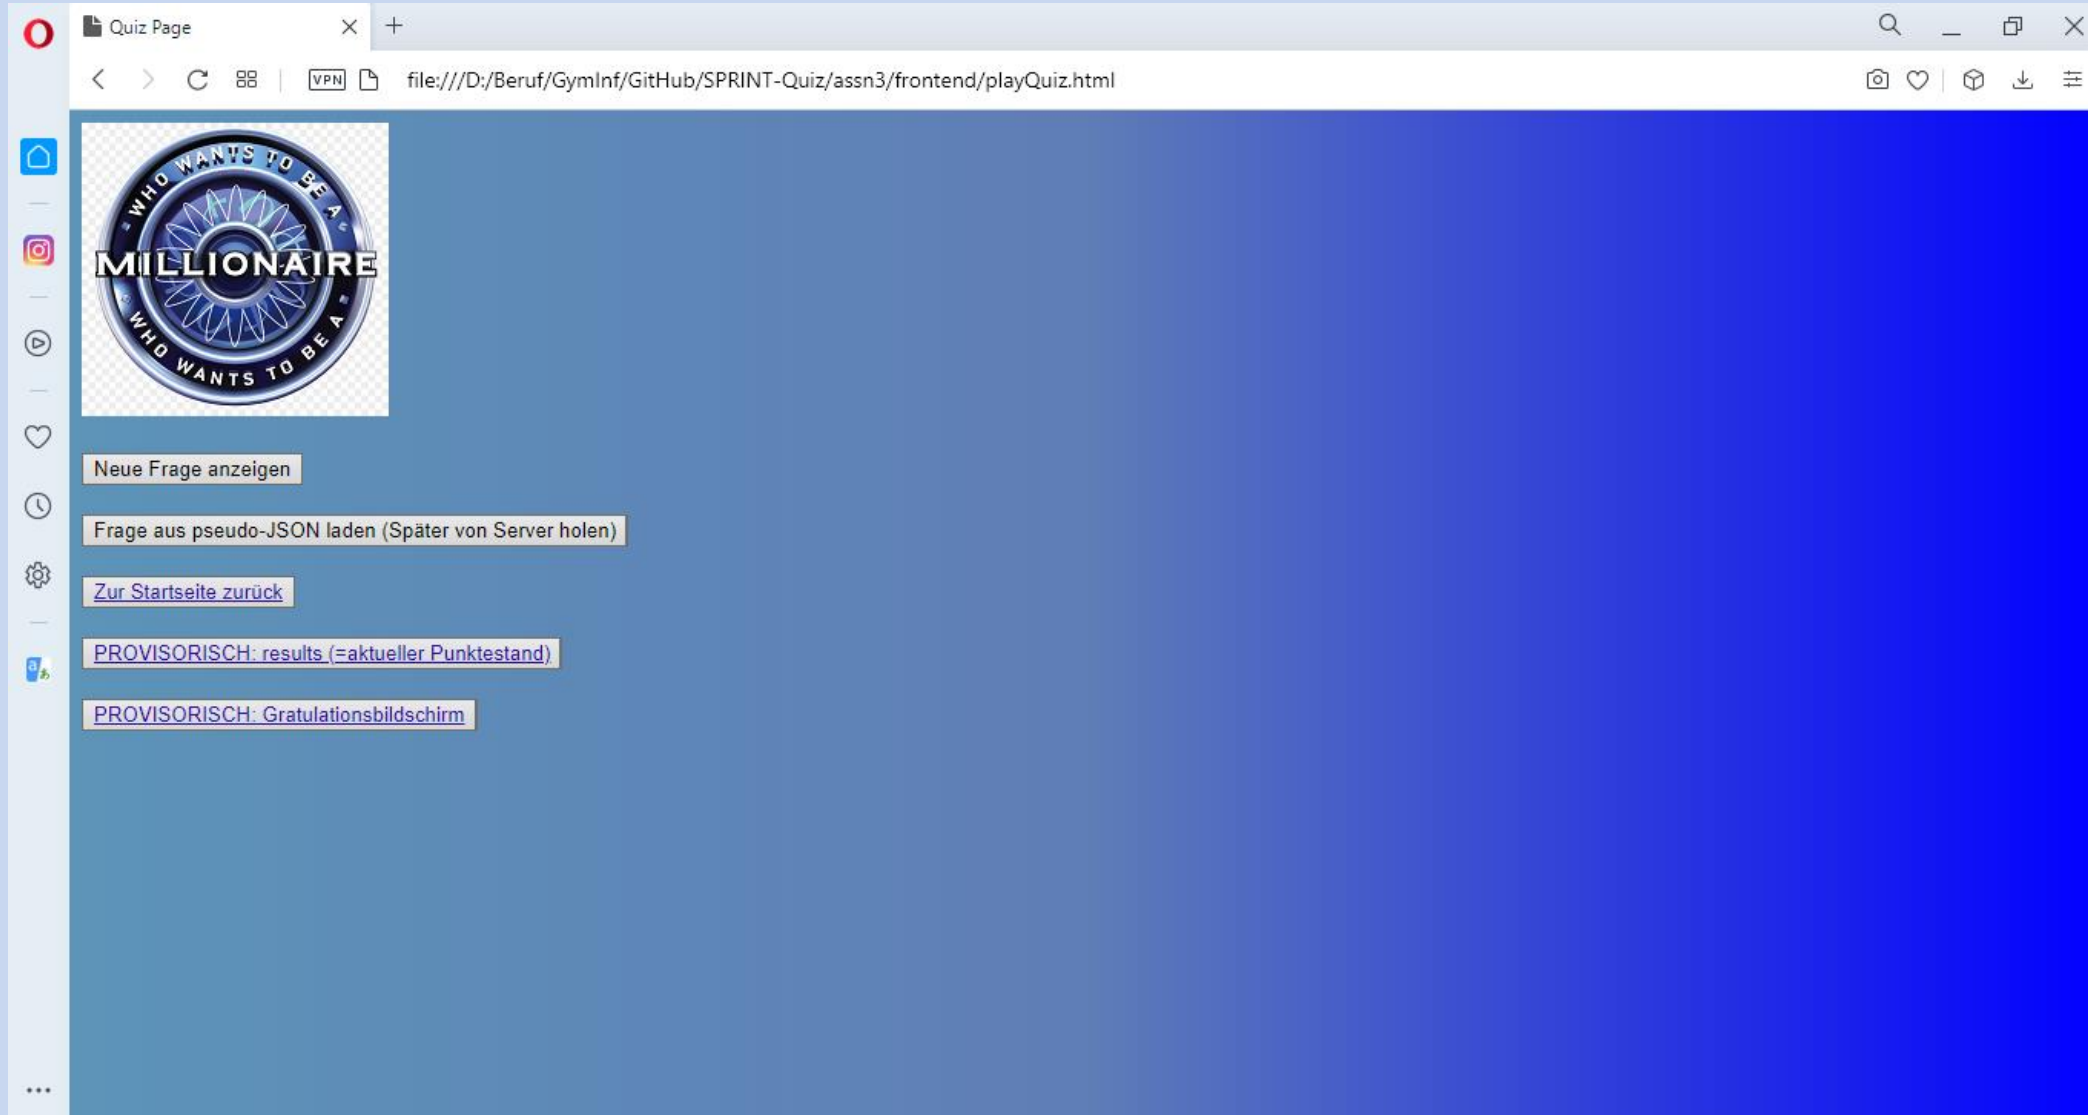 Quiz Page
VPN
file:///D:/Beruf/GymInf/GitHub/SPRINT-Quiz/assn3/frontend/playQuiz.html
WHO WANTS TO BE A
MILLIONAIRE
WHO WANTS TO BE A
Neue Frage anzeigen
Frage aus pseudo-JSON laden (Später von Server holen)
Zur Startseite zurück
PROVISORISCH: results (=aktueller Punktestand)
PROVISORISCH: Gratulationsbildschirm